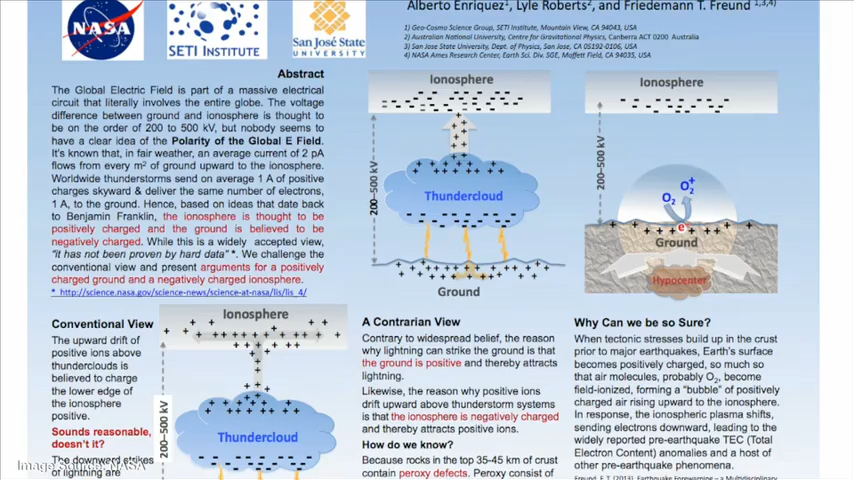 Alberto Enriquez¹, Lyle Roberts², and Friedemann T. Freund ¹,³,⁴)
NASA
SETI INSTITUTE
San José State
UNIVERSITY
1) Geo-Cosmo Science Group, SETI Institute, Mountain View, CA 94043, USA
2) Australian National University, Centre for Gravitational Physics, Canberra ACT 0200 Australia
3) San Jose State University, Dept. of Physics, San Jose, CA 05192-0106, USA
4) NASA Ames Research Center, Earth Sci. Div. SGE, Moffett Field, CA 94035, USA
Abstract
The Global Electric Field is part of a massive electrical
circuit that literally involves the entire globe. The voltage
difference between ground and ionosphere is thought to
be on the order of 200 to 500 kV, but nobody seems to
have a clear idea of the Polarity of the Global E Field.
It's known that, in fair weather, an average current of 2 pA
flows from every m² of ground upward to the ionosphere.
Worldwide thunderstorms send on average 1 A of positive
charges skyward & deliver the same number of electrons,
1 A, to the ground. Hence, based on ideas that date back
to Benjamin Franklin, the ionosphere is thought to be
positively charged and the ground is believed to be
negatively charged. While this is a widely accepted view,
"it has not been proven by hard data" *. We challenge the
conventional view and present arguments for a positively
charged ground and a negatively charged ionosphere.
* http://science.nasa.gov/science-news/science-at-nasa/lis/lis_4/
Ionosphere
200–500 kV
Thundercloud
Ground
Ionosphere
200–500 kV
O₂
O₂⁺
e⁻
Ground
Hypocenter
Conventional View
The upward drift of
positive ions above
thunderclouds is
believed to charge
the lower edge of
the ionosphere
positive.
Sounds reasonable,
doesn't it?
The downward strikes
of lightning are
Image Source: NASA
Ionosphere
200–500 kV
Thundercloud
A Contrarian View
Contrary to widespread belief, the reason
why lightning can strike the ground is that
the ground is positive and thereby attracts
lightning.
Likewise, the reason why positive ions
drift upward above thunderstorm systems
is that the ionosphere is negatively charged
and thereby attracts positive ions.
How do we know?
Because rocks in the top 35-45 km of crust
contain peroxy defects. Peroxy consist of
Why Can we be so Sure?
When tectonic stresses build up in the crust
prior to major earthquakes, Earth's surface
becomes positively charged, so much so
that air molecules, probably O₂, become
field-ionized, forming a "bubble" of positively
charged air rising upward to the ionosphere.
In response, the ionospheric plasma shifts,
sending electrons downward, leading to the
widely reported pre-earthquake TEC (Total
Electron Content) anomalies and a host of
other pre-earthquake phenomena.
Freund, F. T. (2013), Earthquake Forewarning – a Multidisciplinary